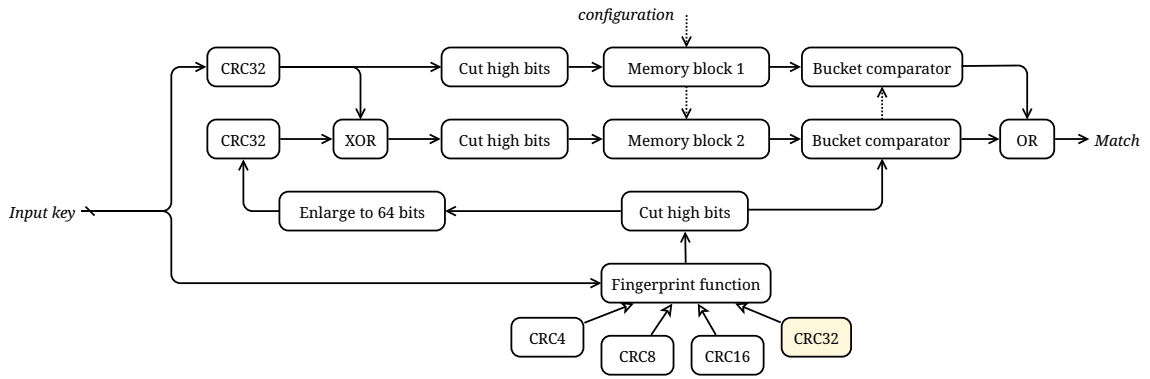 configuration
CRC32
Cut high bits
Memory block 1
Bucket comparator
CRC32
XOR
Cut high bits
Memory block 2
Bucket comparator
OR
Match
Input key
Enlarge to 64 bits
Cut high bits
Fingerprint function
CRC4
CRC8
CRC16
CRC32